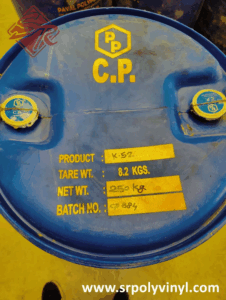 PP
C.P.
PRODUCT : K-57
TARE WT. : 8.2 KGS.
NET WT. : 250 Kg
BATCH NO. :
www.srpolyvinyl.com